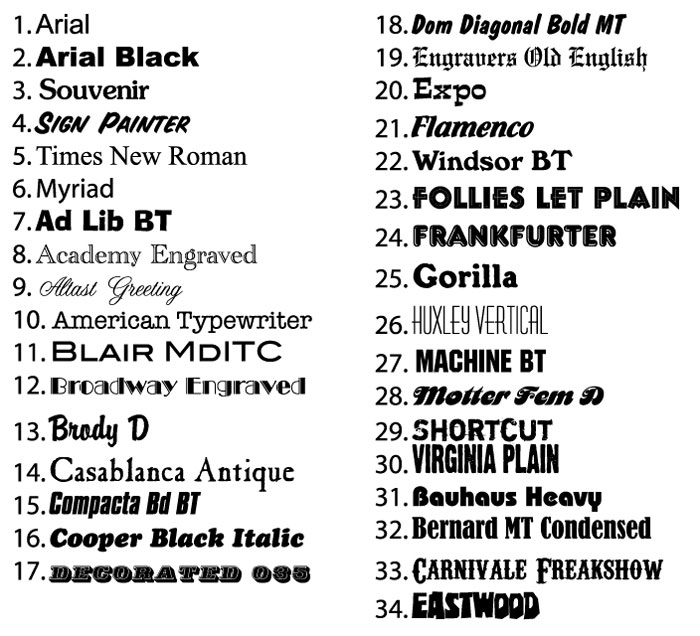 1. Arial
2. Arial Black
3. Souvenir
4. SIGN PAINTER
5. Times New Roman
6. Myriad
7. Ad Lib BT
8. Academy Engraved
9. Altast Greeting
10. American Typewriter
11. BLAIR MDITC
12. Broadway Engraved
13. Brody D
14. Casablanca Antique
15. Compacta Bd BT
16. Cooper Black Italic
17. DECORATED 035
18. Dom Diagonal Bold MT
19. Engravers Old English
20. Expo
21. Flamenco
22. Windsor BT
23. FOLLIES LET PLAIN
24. FRANKFURTER
25. Gorilla
26. HUXLEY VERTICAL
27. MACHINE BT
28. Motter Fem D
29. SHORTCUT
30. VIRGINIA PLAIN
31. Bauhaus Heavy
32. Bernard MT Condensed
33. CARNIVALE FREAKSHOW
34. EASTWOOD